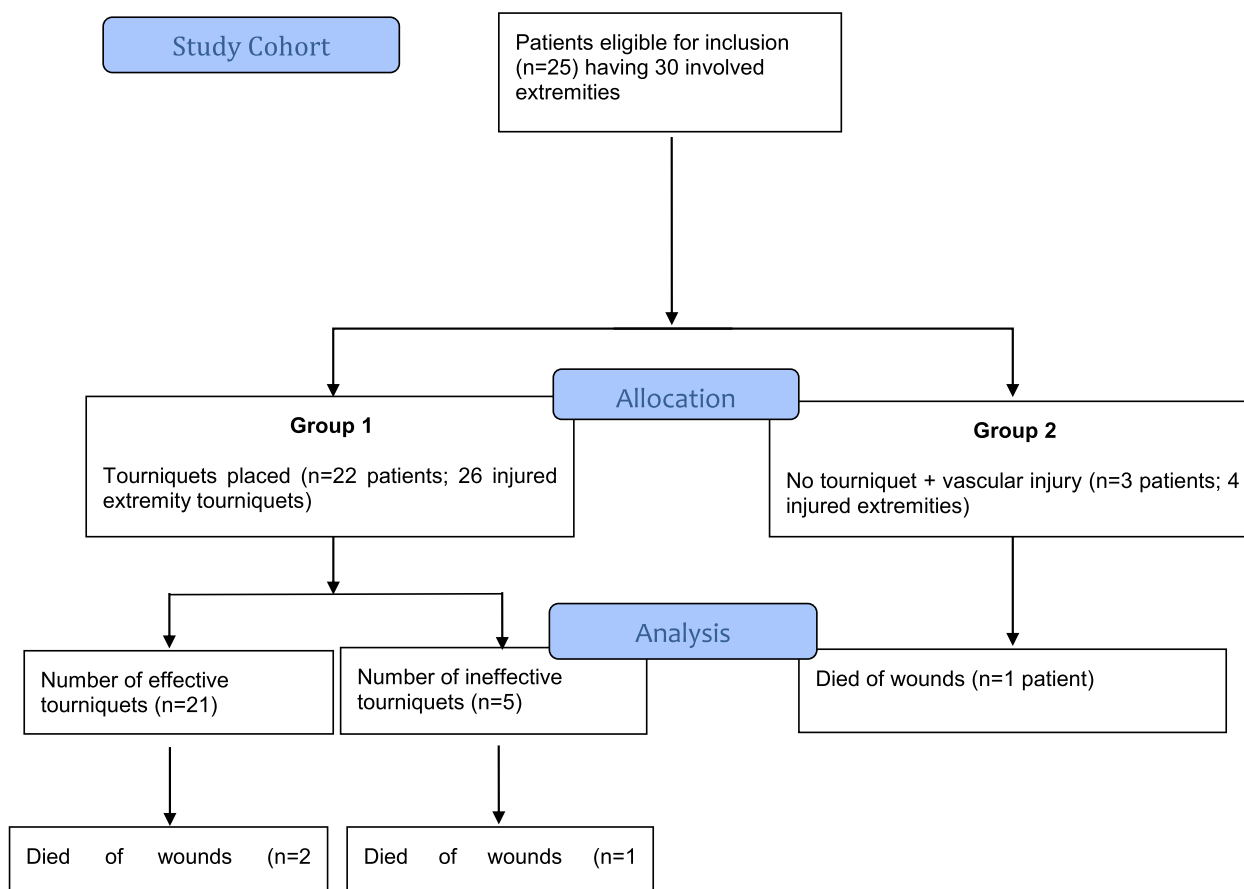 Study Cohort
Patients eligible for inclusion
(n=25) having 30 involved
extremities
Allocation
Group 1
Tourniquets placed (n=22 patients; 26 injured
extremity tourniquets)
Group 2
No tourniquet + vascular injury (n=3 patients; 4
injured extremities)
Analysis
Number of effective
tourniquets (n=21)
Number of ineffective
tourniquets (n=5)
Died of wounds (n=1 patient)
Died of wounds (n=2
Died of wounds (n=1